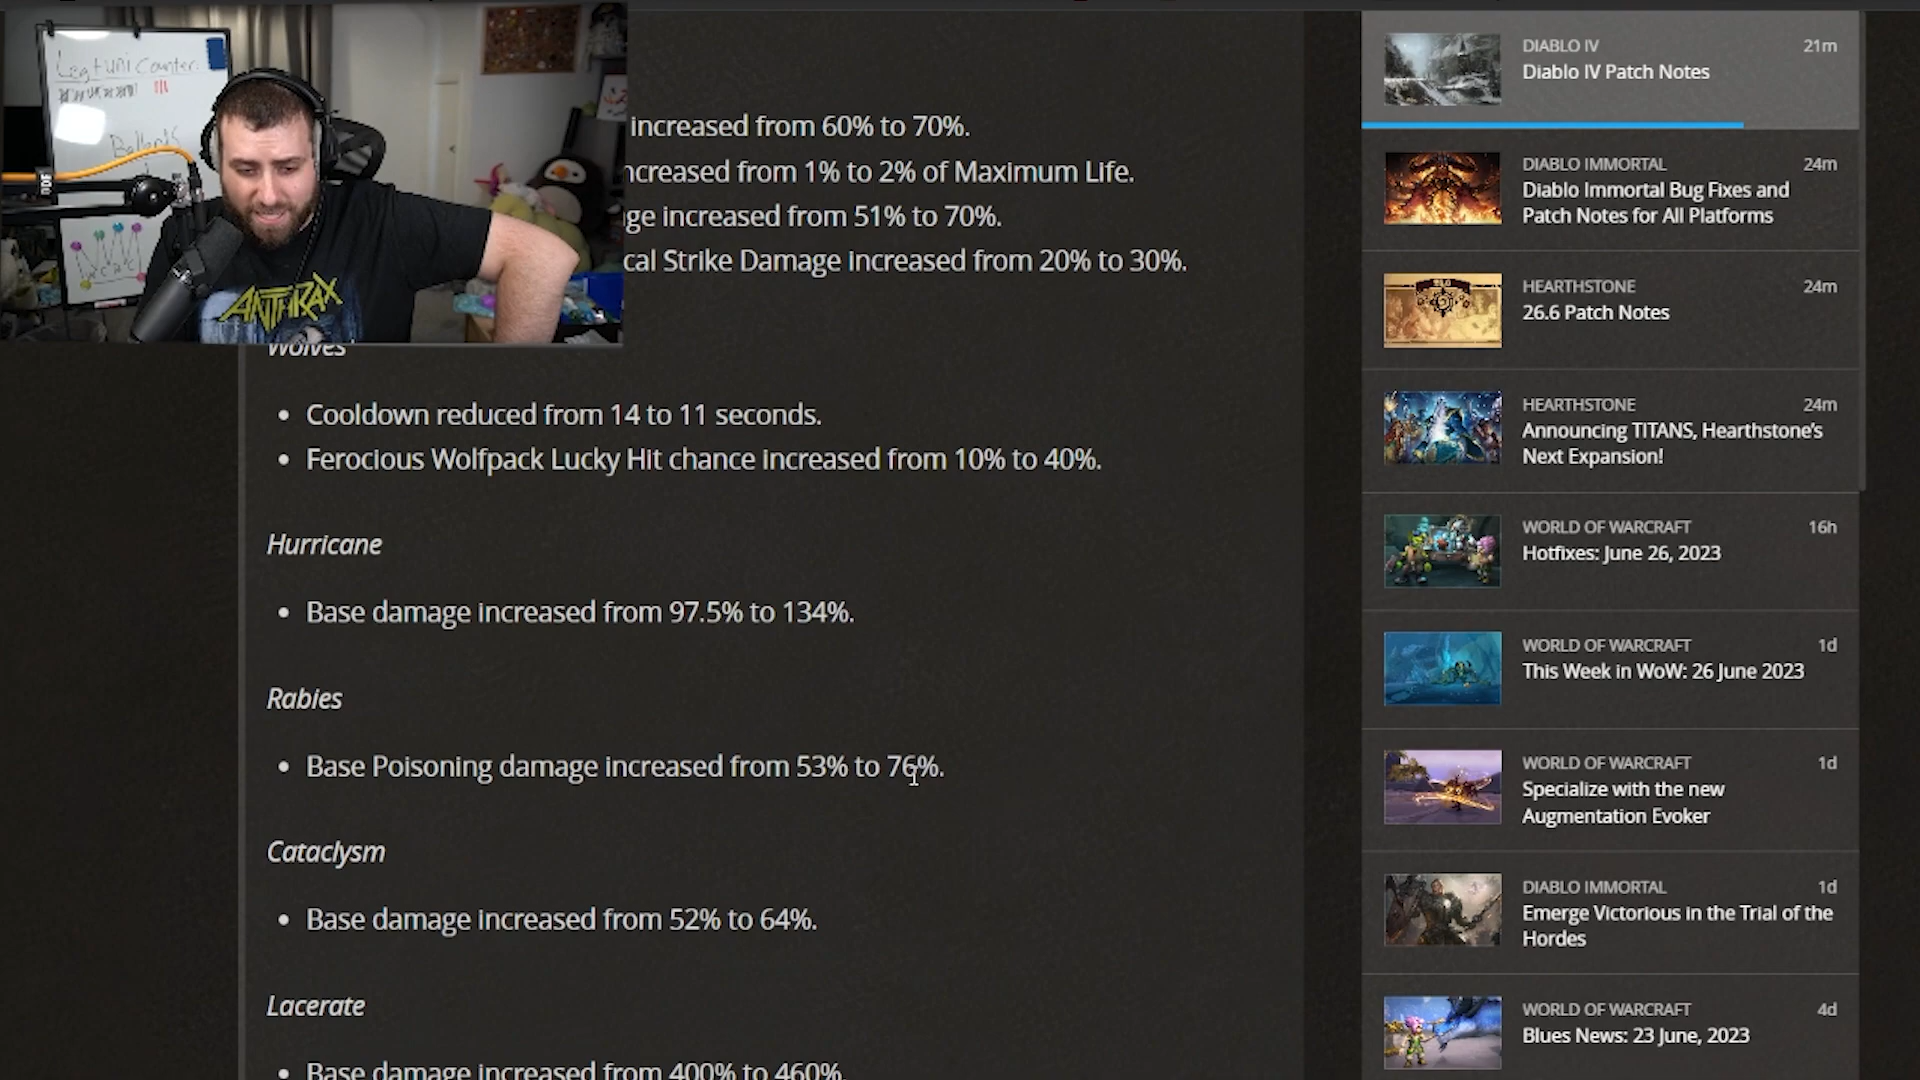 Leg + Uni Counter:
ANTHRAX
increased from 60% to 70%.
ncreased from 1% to 2% of Maximum Life.
ge increased from 51% to 70%.
cal Strike Damage increased from 20% to 30%.
Wolves
• Cooldown reduced from 14 to 11 seconds.
• Ferocious Wolfpack Lucky Hit chance increased from 10% to 40%.
Hurricane
• Base damage increased from 97.5% to 134%.
Rabies
• Base Poisoning damage increased from 53% to 76%.
Cataclysm
• Base damage increased from 52% to 64%.
Lacerate
• Base damage increased from 400% to 460%.
DIABLO IV 21m
Diablo IV Patch Notes
DIABLO IMMORTAL 24m
Diablo Immortal Bug Fixes and
Patch Notes for All Platforms
HEARTHSTONE 24m
26.6 Patch Notes
HEARTHSTONE 24m
Announcing TITANS, Hearthstone's
Next Expansion!
WORLD OF WARCRAFT 16h
Hotfixes: June 26, 2023
WORLD OF WARCRAFT 1d
This Week in WoW: 26 June 2023
WORLD OF WARCRAFT 1d
Specialize with the new
Augmentation Evoker
DIABLO IMMORTAL 1d
Emerge Victorious in the Trial of the
Hordes
WORLD OF WARCRAFT 4d
Blues News: 23 June, 2023